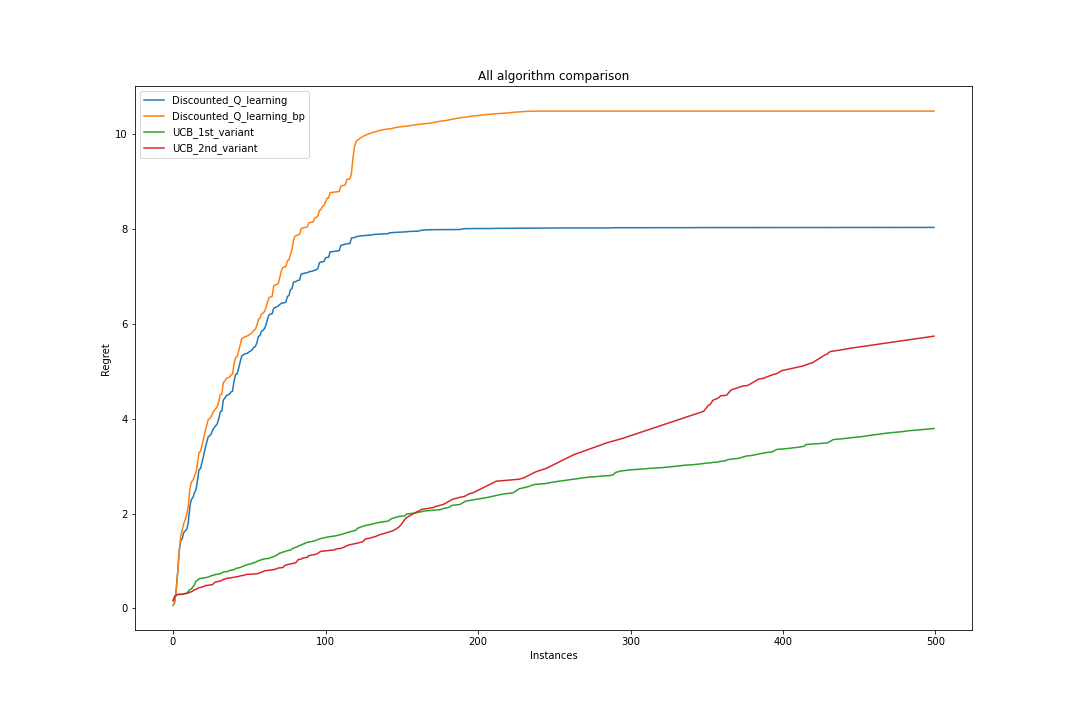 All algorithm comparison
Discounted_Q_learning
Discounted_Q_learning_bp
UCB_1st_variant
UCB_2nd_variant
10
8
6
4
2
0
Regret
0 100 200 300 400 500
Instances